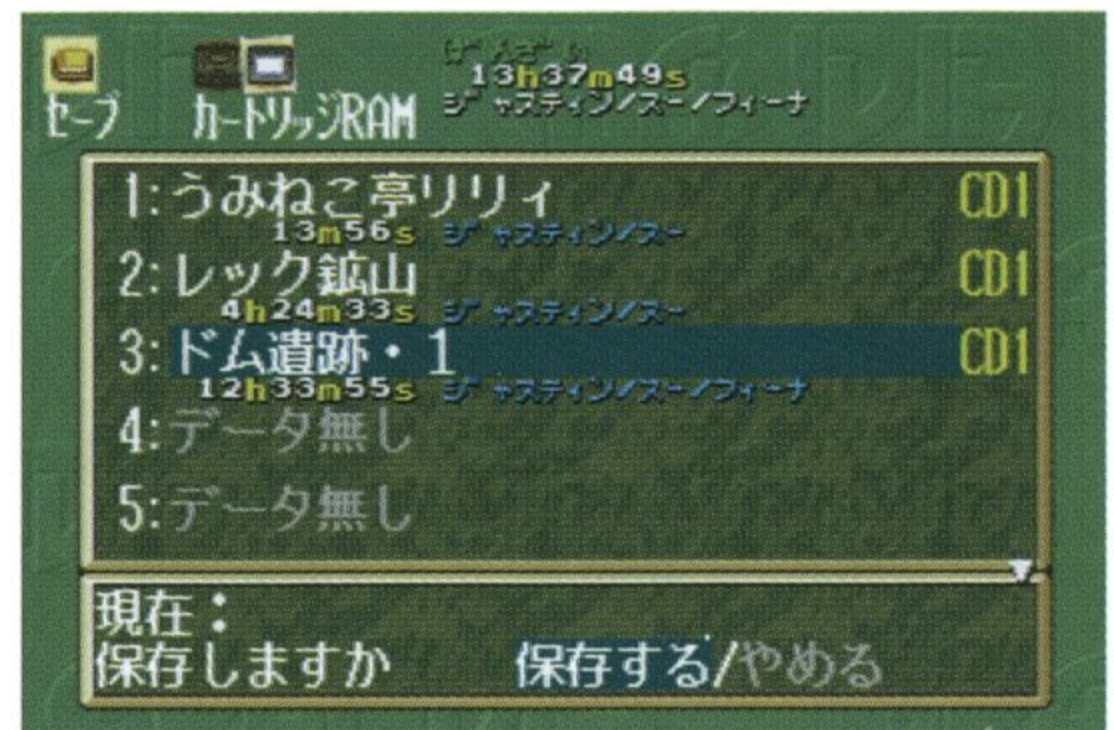 げんざい
13h37m49s
セーブ カートリッジRAM ジャスティン/スー/フィーナ
1:うみねこ亭リリィ CD1
13m56s ジャスティン/スー
2:レック鉱山 CD1
4h24m33s ジャスティン/スー
3:ドム遺跡・1 CD1
12h33m55s ジャスティン/スー/フィーナ
4:データ無し
5:データ無し
現在:
保存しますか 保存する/やめる